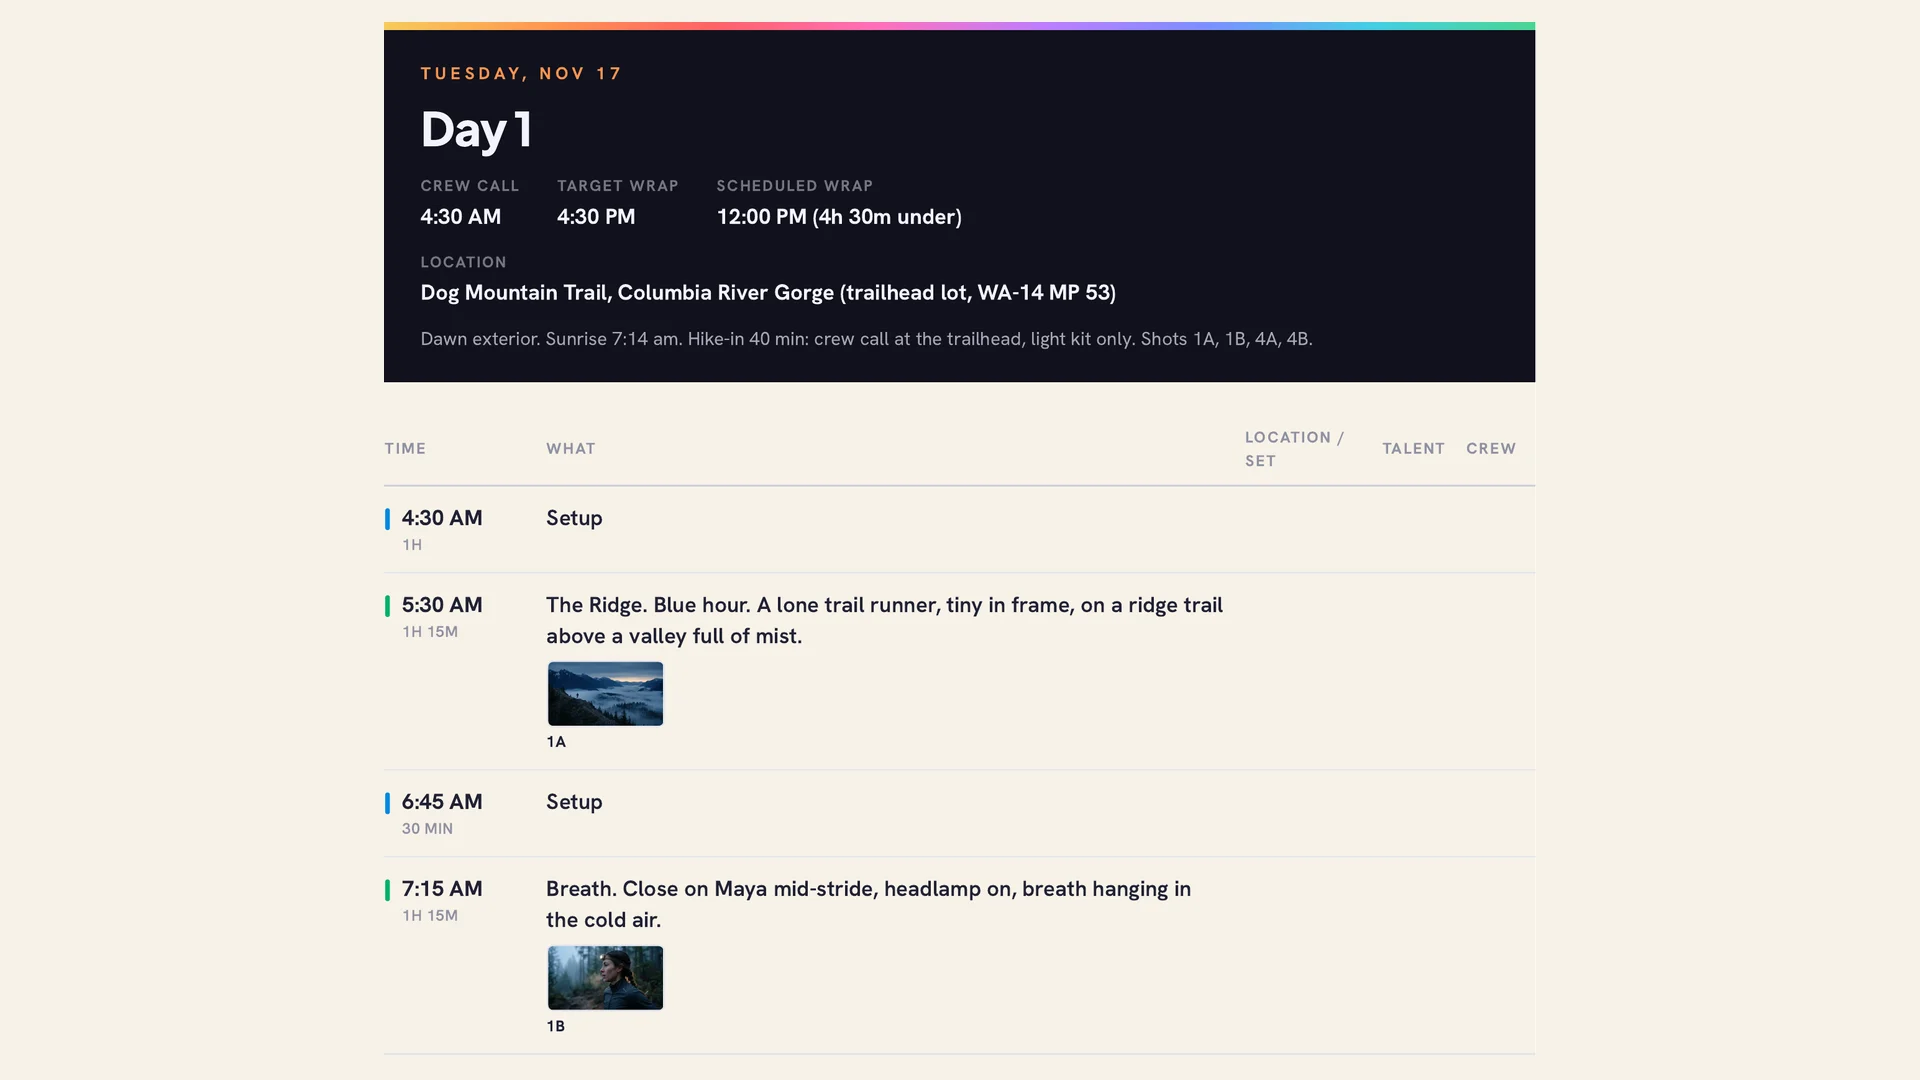 TUESDAY, NOV 17
Day 1
CREW CALL TARGET WRAP SCHEDULED WRAP
4:30 AM 4:30 PM 12:00 PM (4h 30m under)
LOCATION
Dog Mountain Trail, Columbia River Gorge (trailhead lot, WA-14 MP 53)
Dawn exterior. Sunrise 7:14 am. Hike-in 40 min: crew call at the trailhead, light kit only. Shots 1A, 1B, 4A, 4B.
TIME WHAT LOCATION / SET TALENT CREW
4:30 AM Setup
1H
5:30 AM The Ridge. Blue hour. A lone trail runner, tiny in frame, on a ridge trail
1H 15M above a valley full of mist.
1A
6:45 AM Setup
30 MIN
7:15 AM Breath. Close on Maya mid-stride, headlamp on, breath hanging in
1H 15M the cold air.
1B